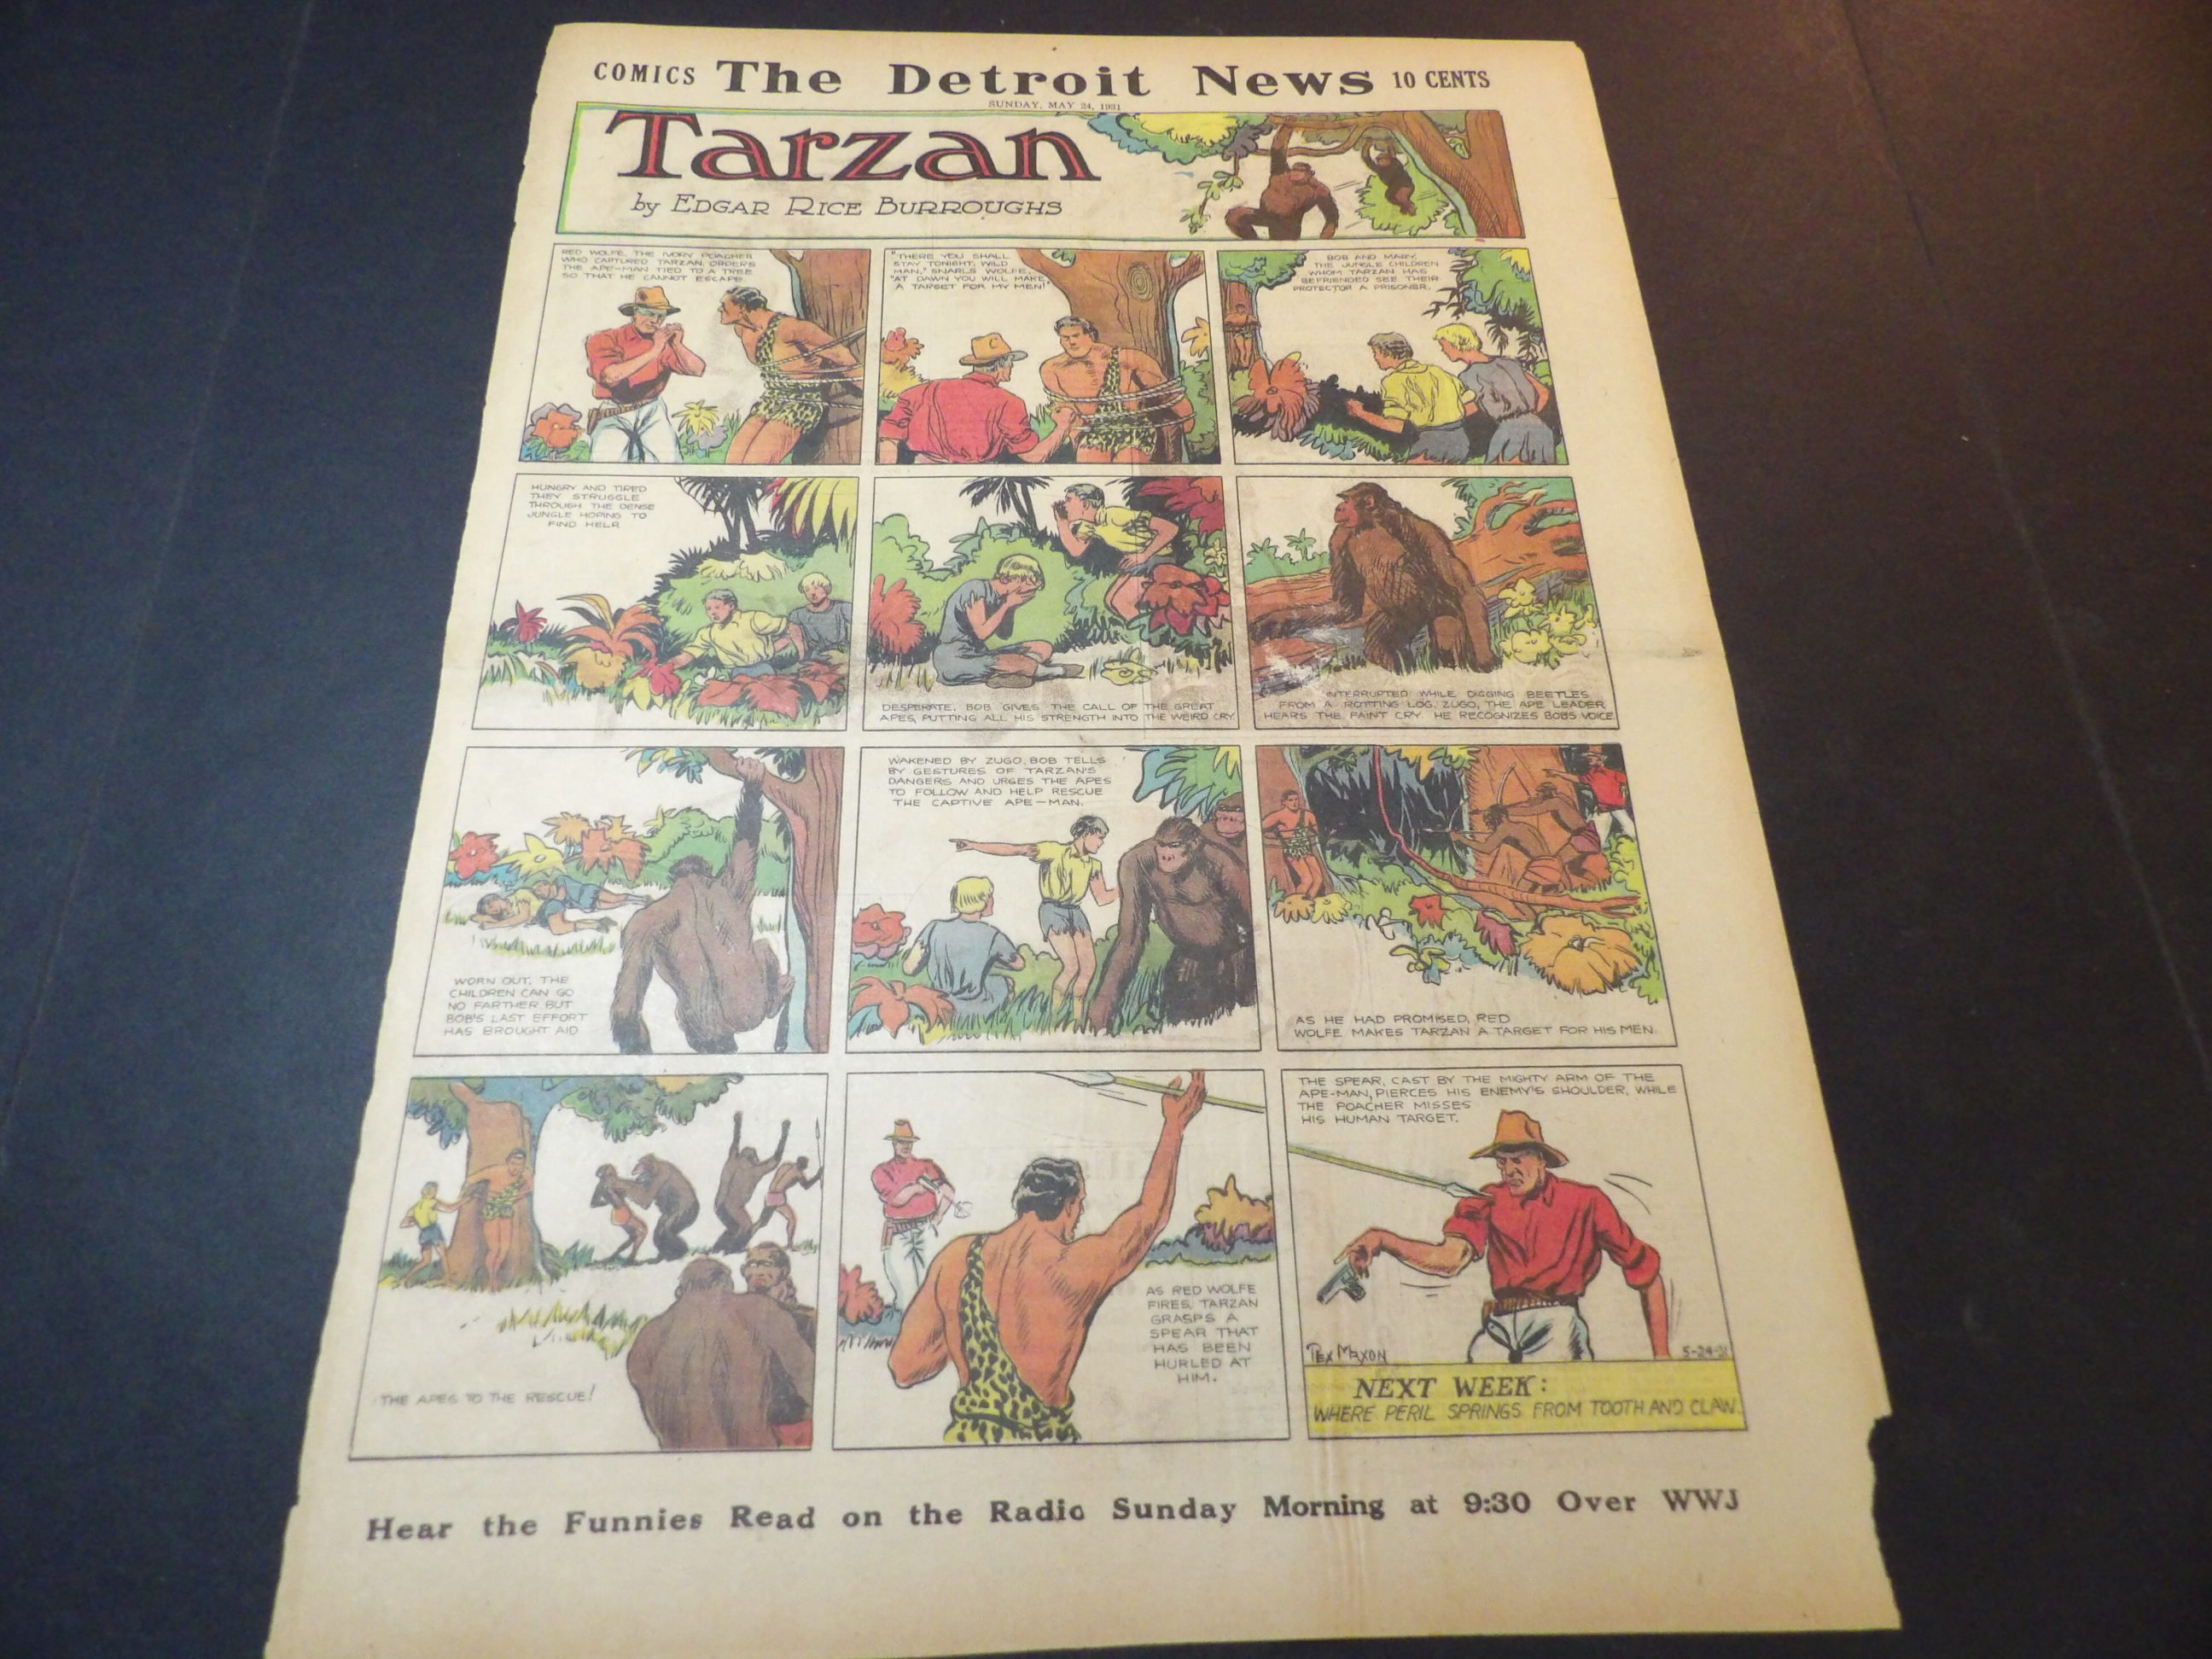 COMICS The Detroit News 10 CENTS
SUNDAY, MAY 24, 1931
Tarzan
by EDGAR RICE BURROUGHS
RED WOLFE, THE IVORY POACHER
WHO CAPTURED TARZAN, ORDERS
THE APE-MAN TIED TO A TREE
SO THAT HE CANNOT ESCAPE
"THERE YOU SHALL
STAY TONIGHT, WILD
MAN," SNARLS WOLFE.
"AT DAWN YOU WILL MAKE
A TARGET FOR MY MEN!"
BOB AND MARY,
THE JUNGLE CHILDREN
WHOM TARZAN HAS
BEFRIENDED SEE THEIR
PROTECTOR A PRISONER.
HUNGRY AND TIRED
THEY STRUGGLE
THROUGH THE DENSE
JUNGLE HOPING TO
FIND HELP.
DESPERATE, BOB GIVES THE CALL OF THE GREAT
APES, PUTTING ALL HIS STRENGTH INTO THE WEIRD CRY.
INTERRUPTED WHILE DIGGING BEETLES
FROM A ROTTING LOG, ZUGO, THE APE LEADER,
HEARS THE FAINT CRY. HE RECOGNIZES BOB'S VOICE.
WORN OUT, THE
CHILDREN CAN GO
NO FARTHER BUT
BOB'S LAST EFFORT
HAS BROUGHT AID
WAKENED BY ZUGO, BOB TELLS
BY GESTURES OF TARZAN'S
DANGERS AND URGES THE APES
TO FOLLOW AND HELP RESCUE
THE CAPTIVE APE-MAN.
AS HE HAD PROMISED, RED
WOLFE MAKES TARZAN A TARGET FOR HIS MEN.
THE APES TO THE RESCUE!
AS RED WOLFE
FIRES, TARZAN
GRASPS A
SPEAR THAT
HAS BEEN
HURLED AT
HIM.
THE SPEAR, CAST BY THE MIGHTY ARM OF THE
APE-MAN, PIERCES HIS ENEMY'S SHOULDER, WHILE
THE POACHER MISSES
HIS HUMAN TARGET.
REX MAXON
5-24-31
NEXT WEEK:
WHERE PERIL SPRINGS FROM TOOTH AND CLAW.
Hear the Funnies Read on the Radio Sunday Morning at 9:30 Over WWJ